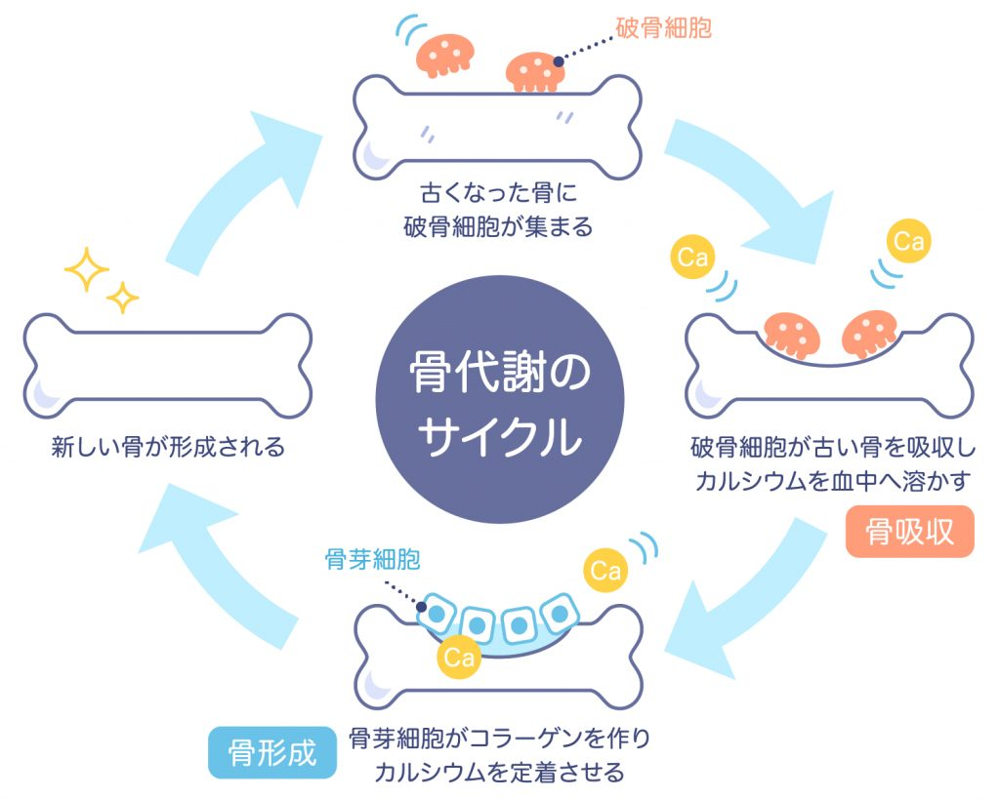 破骨細胞
古くなった骨に
破骨細胞が集まる
Ca
Ca
破骨細胞が古い骨を吸収し
カルシウムを血中へ溶かす
骨吸収
骨代謝の
サイクル
新しい骨が形成される
骨芽細胞
Ca
Ca
骨形成
骨芽細胞がコラーゲンを作り
カルシウムを定着させる